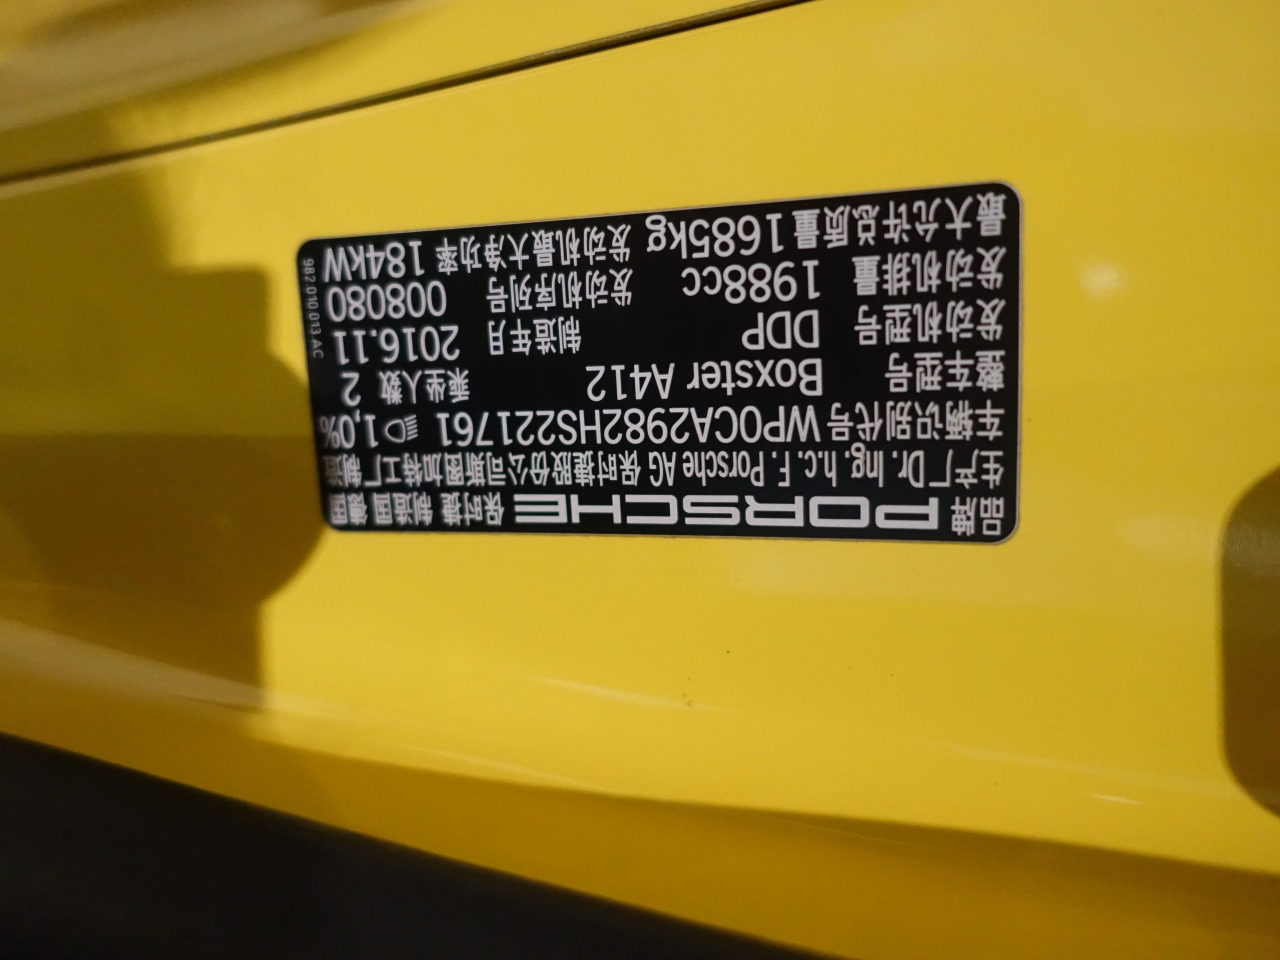 品牌 PORSCHE 保时捷 制造国 德国
生产厂 Dr. Ing. h.c. F. Porsche AG 保时捷股份公司斯图加特工厂制造
车辆识别代号 WP0CA2982HS221761 1,0%
整车型号 Boxster A412 乘坐人数 2
发动机型号 DDP 制造年月 2016.11
发动机排量 1988cc 发动机序列号 008080
最大允许总质量 1685kg 发动机最大净功率 184kW
982.010.013.AC